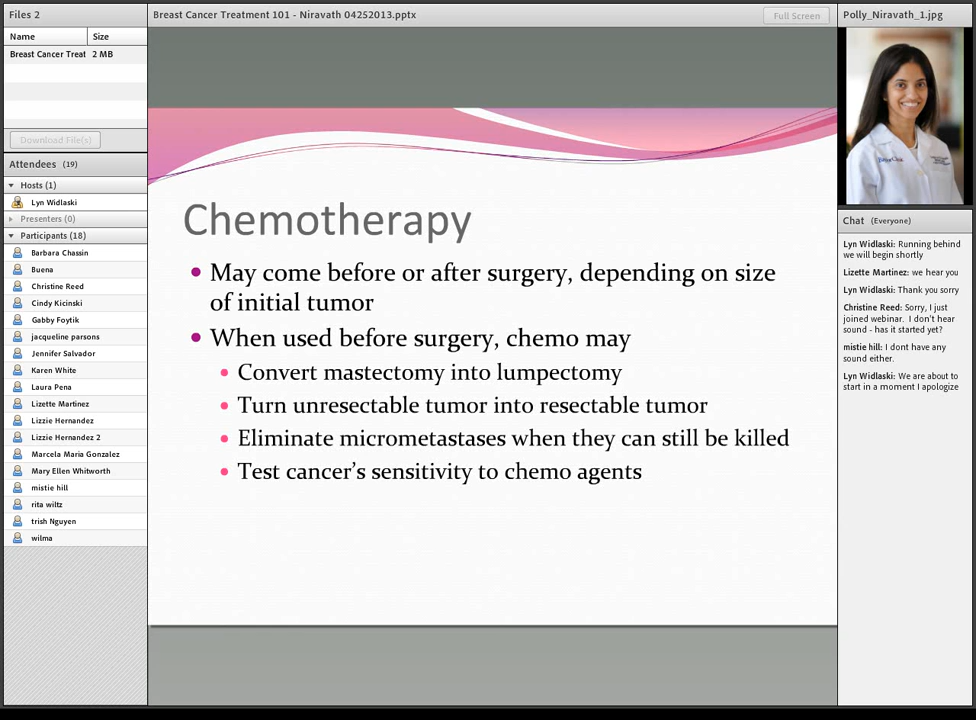 Files 2
Name Size
Breast Cancer Treat 2 MB
Download File(s)
Attendees (19)
Hosts (1)
Lyn Widlaski
Presenters (0)
Participants (18)
Barbara Chassin
Buena
Christine Reed
Cindy Kicinski
Gabby Foytik
jacqueline parsons
Jennifer Salvador
Karen White
Laura Pena
Lizette Martinez
Lizzie Hernandez
Lizzie Hernandez 2
Marcela Maria Gonzalez
Mary Ellen Whitworth
mistie hill
rita wiltz
trish Nguyen
wilma
Breast Cancer Treatment 101 - Niravath 04252013.pptx
Full Screen
Chemotherapy
May come before or after surgery, depending on size
of initial tumor
When used before surgery, chemo may
Convert mastectomy into lumpectomy
Turn unresectable tumor into resectable tumor
Eliminate micrometastases when they can still be killed
Test cancer's sensitivity to chemo agents
Polly_Niravath_1.jpg
Chat (Everyone)
Lyn Widlaski: Running behind
we will begin shortly
Lizette Martinez: we hear you
Lyn Widlaski: Thank you sorry
Christine Reed: Sorry, I just
joined webinar. I don't hear
sound - has it started yet?
mistie hill: I dont have any
sound either.
Lyn Widlaski: We are about to
start in a moment I apologize